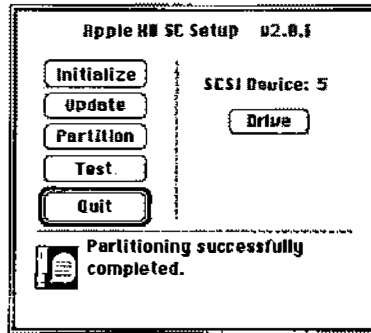 Apple HD SC Setup v2.0.1
Initialize
Update
Partition
Test
Quit
SCSI Device: 5
Drive
Partitioning successfully
completed.